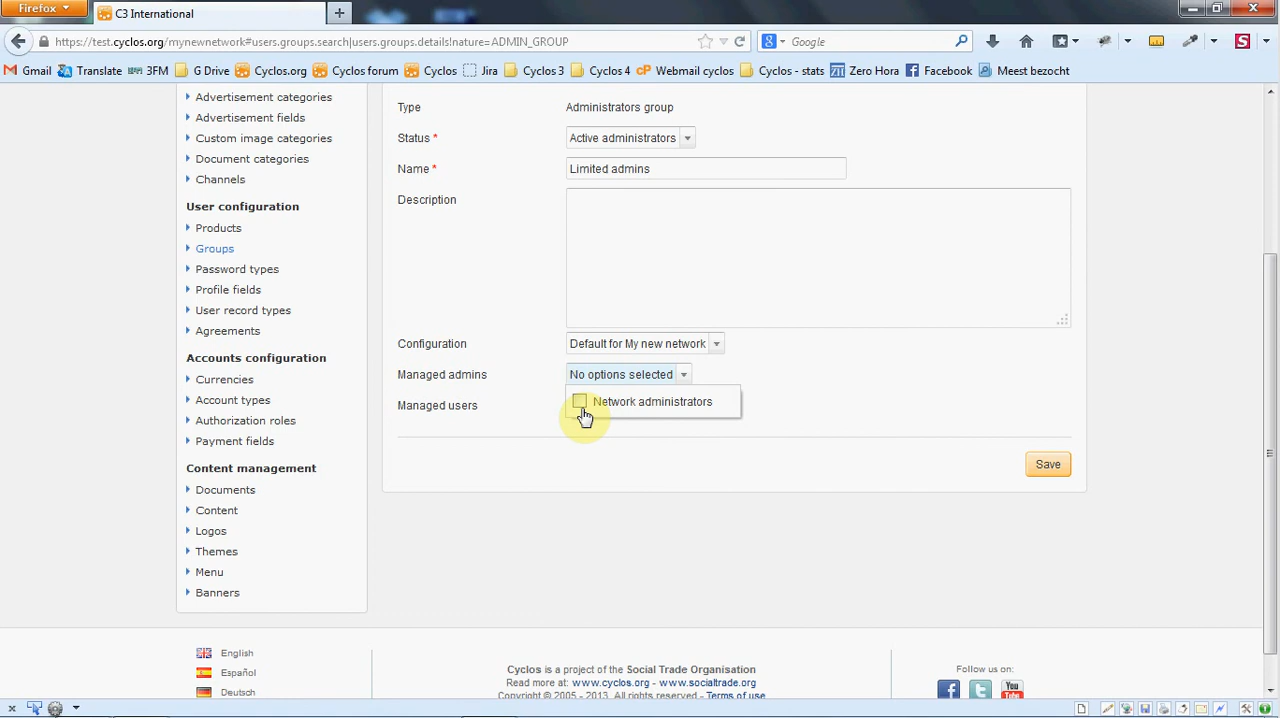 Firefox
C3 International
https://test.cyclos.org/mynewnetwork#users.groups.search|users.groups.details!nature=ADMIN_GROUP
Google
Gmail
Translate
3FM
G Drive
Cyclos.org
Cyclos forum
Cyclos
Jira
Cyclos 3
Cyclos 4
Webmail cyclos
Cyclos - stats
Zero Hora
Facebook
Meest bezocht
Advertisement categories
Advertisement fields
Custom image categories
Document categories
Channels
User configuration
Products
Groups
Password types
Profile fields
User record types
Agreements
Accounts configuration
Currencies
Account types
Authorization roles
Payment fields
Content management
Documents
Content
Logos
Themes
Menu
Banners
Type Administrators group
Status * Active administrators
Name * Limited admins
Description
Configuration Default for My new network
Managed admins No options selected
Network administrators
Managed users
Save
English
Español
Deutsch
Cyclos is a project of the Social Trade Organisation
Read more at: www.cyclos.org - www.socialtrade.org
Copyright © 2005 - 2013. All rights reserved - Terms of use
Follow us on:
You
Tube